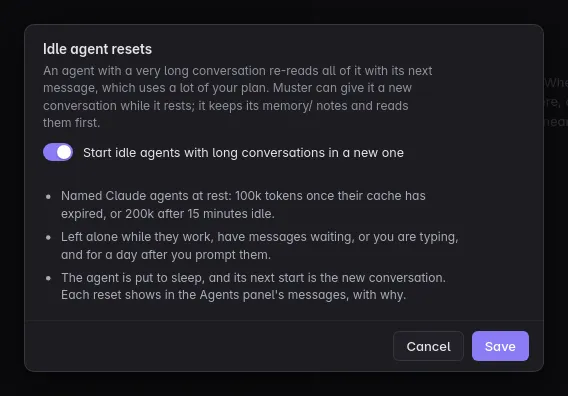 Idle agent resets
An agent with a very long conversation re-reads all of it with its next
message, which uses a lot of your plan. Muster can give it a new
conversation while it rests; it keeps its memory/ notes and reads
them first.
Start idle agents with long conversations in a new one
• Named Claude agents at rest: 100k tokens once their cache has
expired, or 200k after 15 minutes idle.
• Left alone while they work, have messages waiting, or you are typing,
and for a day after you prompt them.
• The agent is put to sleep, and its next start is the new conversation.
Each reset shows in the Agents panel's messages, with why.
Cancel
Save